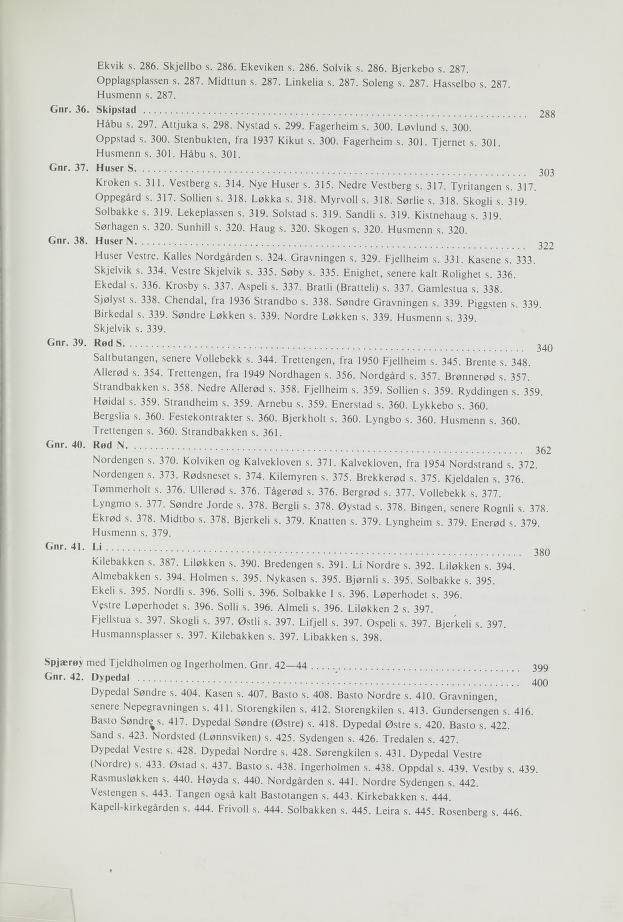 Ekvik s. 286. Skjellbo s. 286. Ekeviken s. 286. Solvik s. 286. Bjerkebo s. 287.
Opplagsplassen s. 287. Midttun s. 287. Linkelia s. 287. Soleng s. 287. Hasselbo s. 287.
Husmenn s. 287.
Gnr. 36. Skipstad ........ 288
Håbu s. 297. Attjuka s. 298. Nystad s. 299. Fagerheim s. 300. Løvlund s. 300.
Oppstad s. 300. Stenbukten, fra 1937 Kikut s. 300. Fagerheim s. 301. Tjernet s. 301.
Husmenn s. 301. Håbu s. 301.
Gnr. 37. Huser S. ........ 303
Kroken s. 311. Vestberg s. 314. Nye Huser s. 315. Nedre Vestberg s. 317. Tyritangen s. 317.
Oppegård s. 317. Sollien s. 318. Løkka s. 318. Myrvoll s. 318. Sørlie s. 318. Skogli s. 319.
Solbakke s. 319. Lekeplassen s. 319. Solstad s. 319. Sandli s. 319. Kistnehaug s. 319.
Sørhagen s. 320. Sunhill s. 320. Haug s. 320. Skogen s. 320. Husmenn s. 320.
Gnr. 38. Huser N. ........ 322
Huser Vestre. Kalles Nordgården s. 324. Gravningen s. 329. Fjellheim s. 331. Kasene s. 333.
Skjelvik s. 334. Vestre Skjelvik s. 335. Søby s. 335. Enighet, senere kalt Rolighet s. 336.
Ekedal s. 336. Krosby s. 337. Aspeli s. 337. Bratli (Bratteli) s. 337. Gamlestua s. 338.
Sjølyst s. 338. Chendal, fra 1936 Strandbo s. 338. Søndre Gravningen s. 339. Piggsten s. 339.
Birkedal s. 339. Søndre Løkken s. 339. Nordre Løkken s. 339. Husmenn s. 339.
Skjelvik s. 339.
Gnr. 39. Rød S. ........ 340
Saltbutangen, senere Vollebekk s. 344. Trettengen, fra 1950 Fjellheim s. 345. Brente s. 348.
Allerød s. 354. Trettengen, fra 1949 Nordhagen s. 356. Nordgård s. 357. Brønnerød s. 357.
Strandbakken s. 358. Nedre Allerød s. 358. Fjellheim s. 359. Sollien s. 359. Ryddingen s. 359.
Høidal s. 359. Strandheim s. 359. Arnebu s. 359. Enerstad s. 360. Lykkebo s. 360.
Bergslia s. 360. Festekontrakter s. 360. Bjerkholt s. 360. Lyngbo s. 360. Husmenn s. 360.
Trettengen s. 360. Strandbakken s. 361.
Gnr. 40. Rød N. ........ 362
Nordengen s. 370. Kolviken og Kalvekloven s. 371. Kalvekloven, fra 1954 Nordstrand s. 372.
Nordengen s. 373. Rødsneset s. 374. Kilemyren s. 375. Brekkerød s. 375. Kjeldalen s. 376.
Tømmerholt s. 376. Ullerød s. 376. Tågerød s. 376. Bergrød s. 377. Vollebekk s. 377.
Lyngmo s. 377. Søndre Jorde s. 378. Bergli s. 378. Øystad s. 378. Bingen, senere Rognli s. 378.
Ekrød s. 378. Midtbo s. 378. Bjerkeli s. 379. Knatten s. 379. Lyngheim s. 379. Enerød s. 379.
Husmenn s. 379.
Gnr. 41. Li ........ 380
Kilebakken s. 387. Liløkken s. 390. Bredengen s. 391. Li Nordre s. 392. Liløkken s. 394.
Almebakken s. 394. Holmen s. 395. Nykasen s. 395. Bjørnli s. 395. Solbakke s. 395.
Ekeli s. 395. Nordli s. 396. Solli s. 396. Solbakke 1 s. 396. Løperhodet s. 396.
Vestre Løperhodet s. 396. Solli s. 396. Almeli s. 396. Liløkken 2 s. 397.
Fjellstua s. 397. Skogli s. 397. Østli s. 397. Lifjell s. 397. Ospeli s. 397. Bjerkeli s. 397.
Husmannsplasser s. 397. Kilebakken s. 397. Libakken s. 398.
Spjærøy med Tjeldholmen og Ingerholmen. Gnr. 42—44 ........ 399
Gnr. 42. Dypedal ........ 400
Dypedal Søndre s. 404. Kasen s. 407. Basto s. 408. Basto Nordre s. 410. Gravningen,
senere Nepegravningen s. 411. Storengkilen s. 412. Storengkilen s. 413. Gundersengen s. 416.
Basto Søndre s. 417. Dypedal Søndre (Østre) s. 418. Dypedal Østre s. 420. Basto s. 422.
Sand s. 423. Nordsted (Lønnsviken) s. 425. Sydengen s. 426. Tredalen s. 427.
Dypedal Vestre s. 428. Dypedal Nordre s. 428. Sørengkilen s. 431. Dypedal Vestre
(Nordre) s. 433. Østad s. 437. Basto s. 438. Ingerholmen s. 438. Oppdal s. 439. Vestby s. 439.
Rasmusløkken s. 440. Høyda s. 440. Nordgården s. 441. Nordre Sydengen s. 442.
Vestengen s. 443. Tangen også kalt Bastotangen s. 443. Kirkebakken s. 444.
Kapell-kirkegården s. 444. Frivoll s. 444. Solbakken s. 445. Leira s. 445. Rosenberg s. 446.